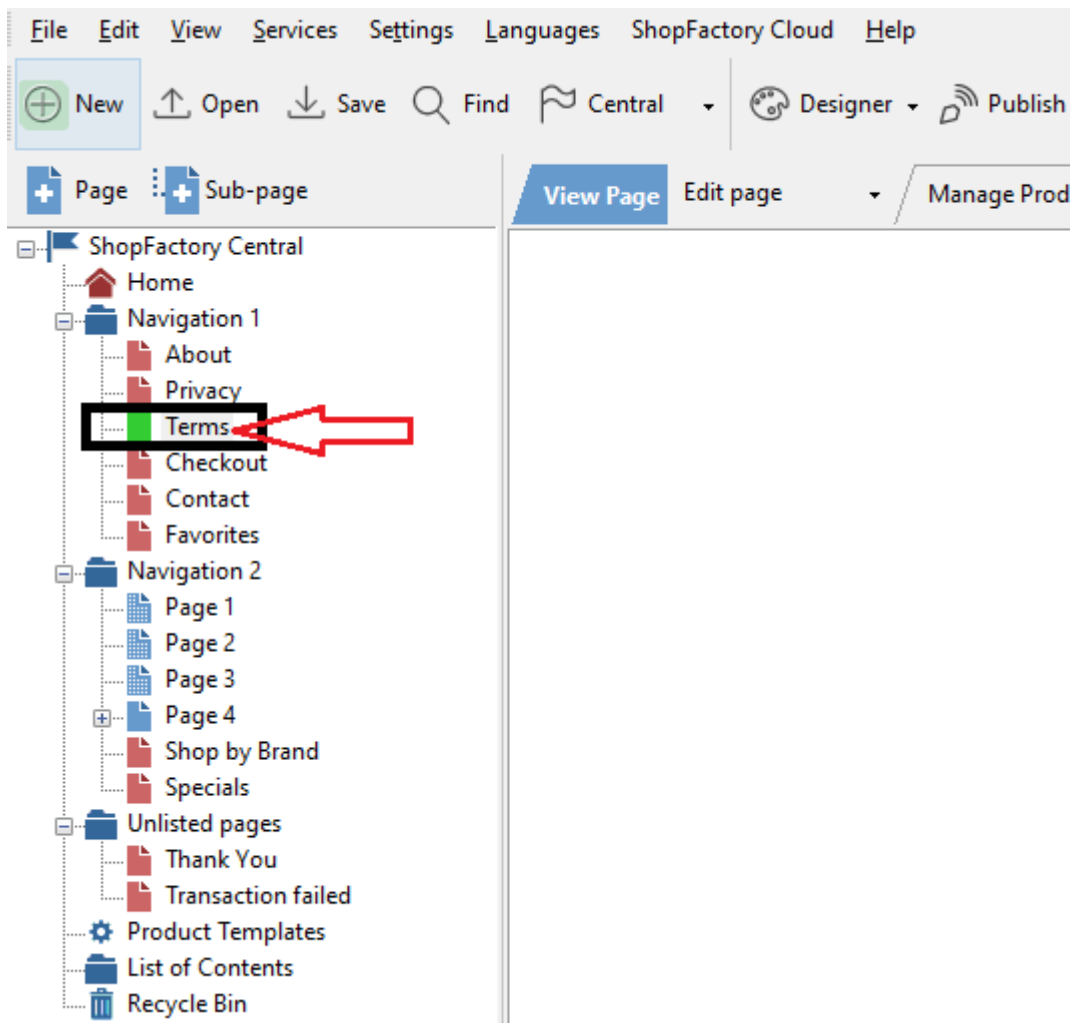 File Edit View Services Settings Languages ShopFactory Cloud Help
New Open Save Find Central Designer Publish
Page Sub-page
View Page Edit page Manage Prod
ShopFactory Central
Home
Navigation 1
About
Privacy
Terms
Checkout
Contact
Favorites
Navigation 2
Page 1
Page 2
Page 3
Page 4
Shop by Brand
Specials
Unlisted pages
Thank You
Transaction failed
Product Templates
List of Contents
Recycle Bin